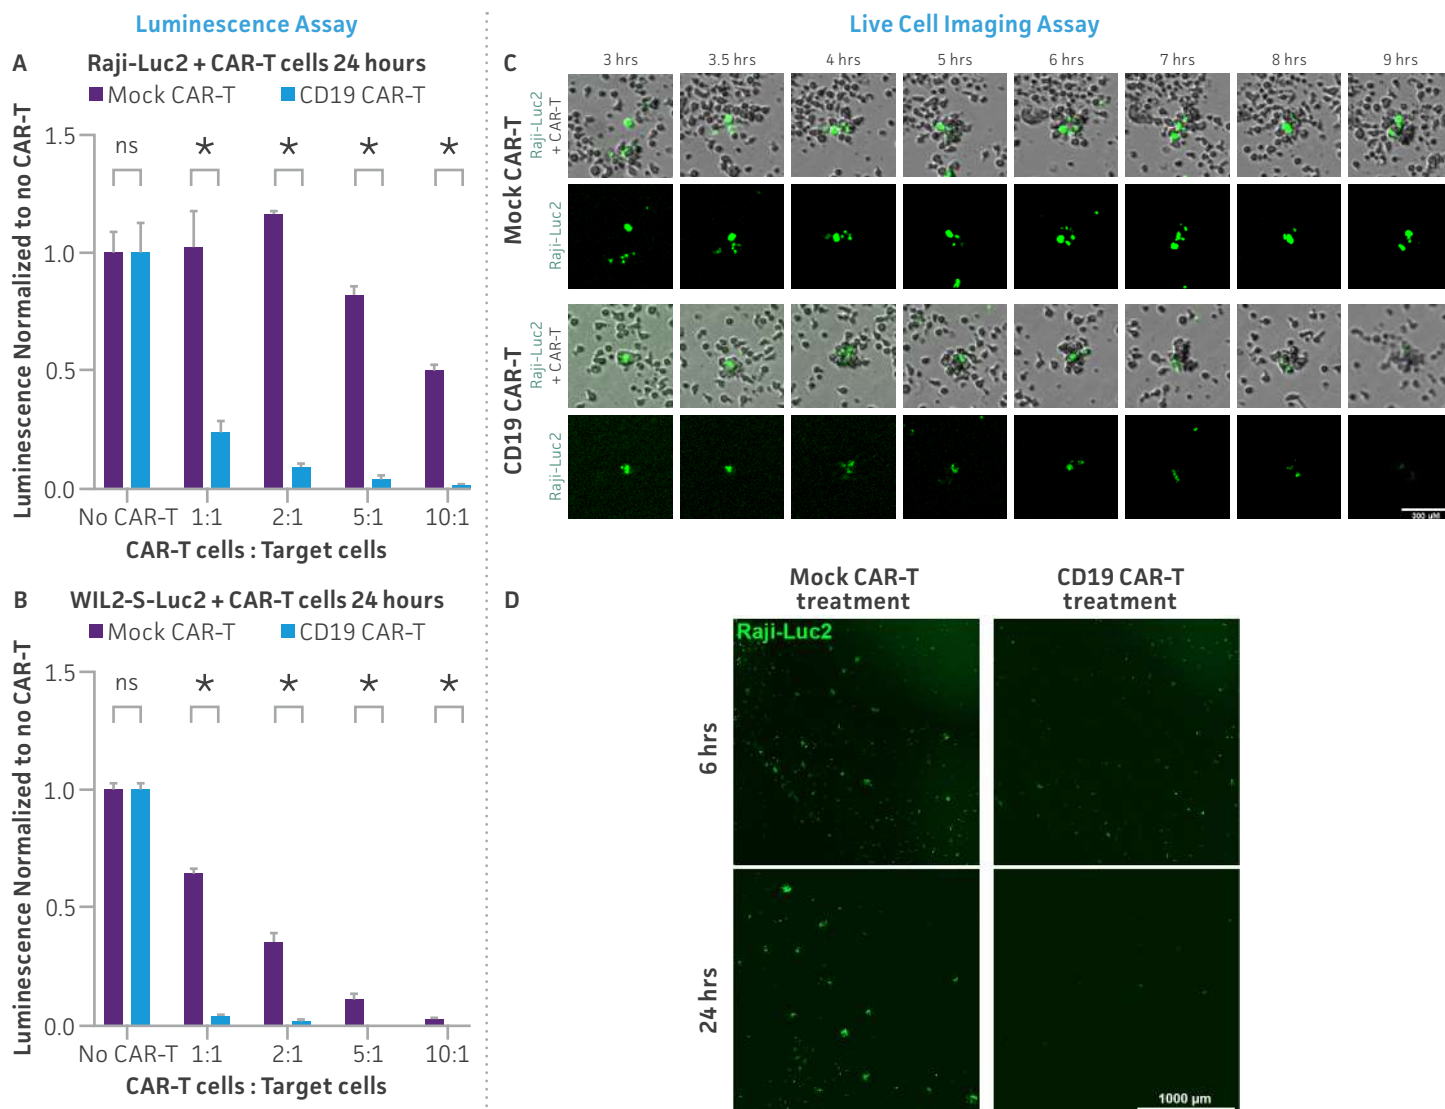 Luminescence Assay
A
Raji-Luc2 + CAR-T cells 24 hours
Mock CAR-T
CD19 CAR-T
Luminescence Normalized to no CAR-T
1.5
1.0
0.5
0.0
ns
*
*
*
*
No CAR-T
1:1
2:1
5:1
10:1
CAR-T cells : Target cells
B
WIL2-S-Luc2 + CAR-T cells 24 hours
Mock CAR-T
CD19 CAR-T
Luminescence Normalized to no CAR-T
1.5
1.0
0.5
0.0
ns
*
*
*
*
No CAR-T
1:1
2:1
5:1
10:1
CAR-T cells : Target cells
Live Cell Imaging Assay
C
3 hrs
3.5 hrs
4 hrs
5 hrs
6 hrs
7 hrs
8 hrs
9 hrs
Mock CAR-T
Raji-Luc2
+ CAR-T
Raji-Luc2
CD19 CAR-T
Raji-Luc2
+ CAR-T
Raji-Luc2
300 µM
D
Mock CAR-T
treatment
CD19 CAR-T
treatment
Raji-Luc2
6 hrs
24 hrs
1000 µm